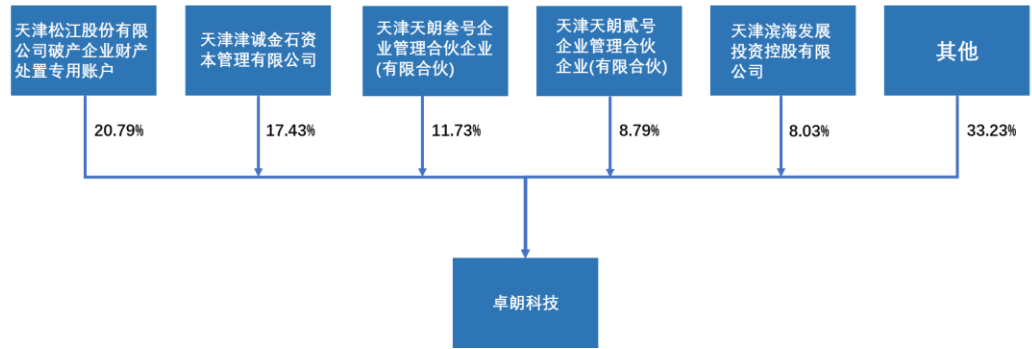 天津松江股份有限
公司破产企业财产
处置专用账户
天津津诚金石资
本管理有限公司
天津天朗叁号企
业管理合伙企业
(有限合伙)
天津天朗贰号
企业管理合伙
企业(有限合伙)
天津滨海发展
投资控股有限
公司
其他
20.79%
17.43%
11.73%
8.79%
8.03%
33.23%
卓朗科技